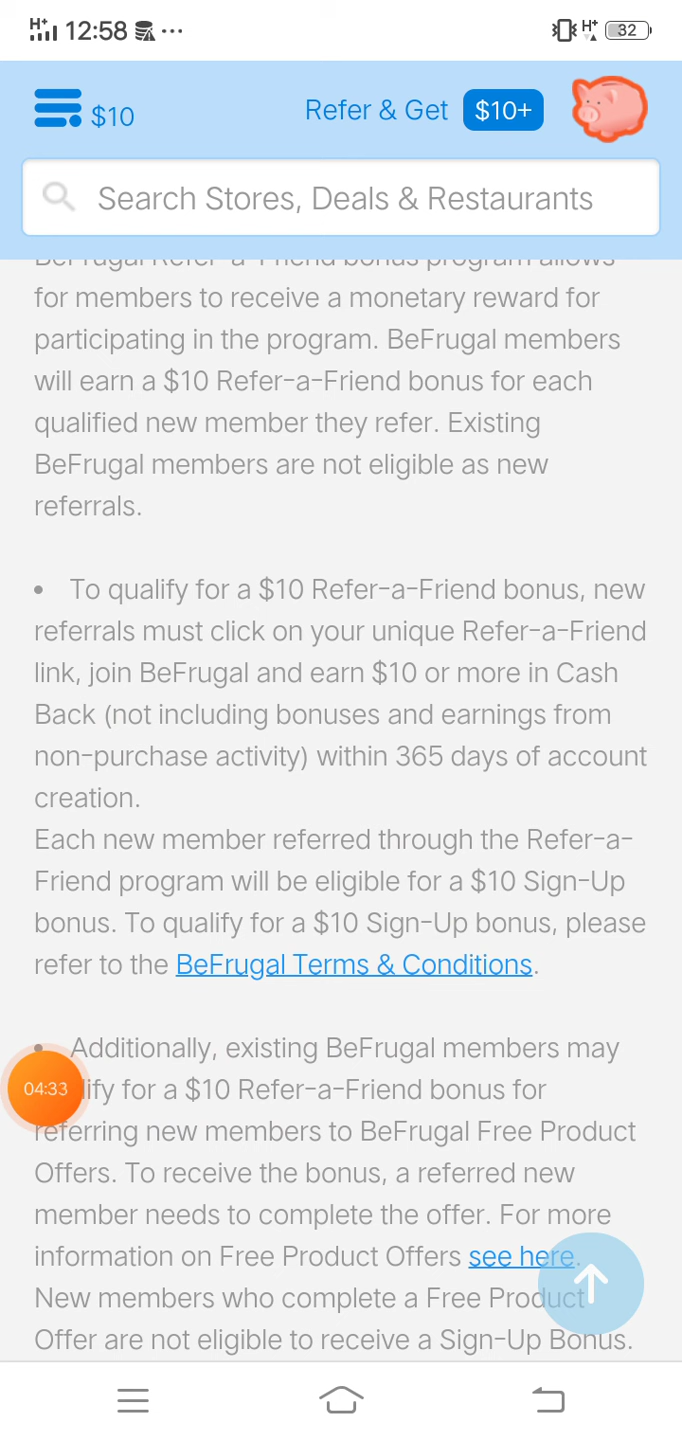 H+ 12:58 ... H+ 32
$10 Refer & Get $10+
Search Stores, Deals & Restaurants
BeFrugal Refer-a-Friend bonus program allows
for members to receive a monetary reward for
participating in the program. BeFrugal members
will earn a $10 Refer-a-Friend bonus for each
qualified new member they refer. Existing
BeFrugal members are not eligible as new
referrals.
• To qualify for a $10 Refer-a-Friend bonus, new
referrals must click on your unique Refer-a-Friend
link, join BeFrugal and earn $10 or more in Cash
Back (not including bonuses and earnings from
non-purchase activity) within 365 days of account
creation.
Each new member referred through the Refer-a-
Friend program will be eligible for a $10 Sign-Up
bonus. To qualify for a $10 Sign-Up bonus, please
refer to the BeFrugal Terms & Conditions.
• Additionally, existing BeFrugal members may
04:33 lify for a $10 Refer-a-Friend bonus for
referring new members to BeFrugal Free Product
Offers. To receive the bonus, a referred new
member needs to complete the offer. For more
information on Free Product Offers see here.
New members who complete a Free Product
Offer are not eligible to receive a Sign-Up Bonus.